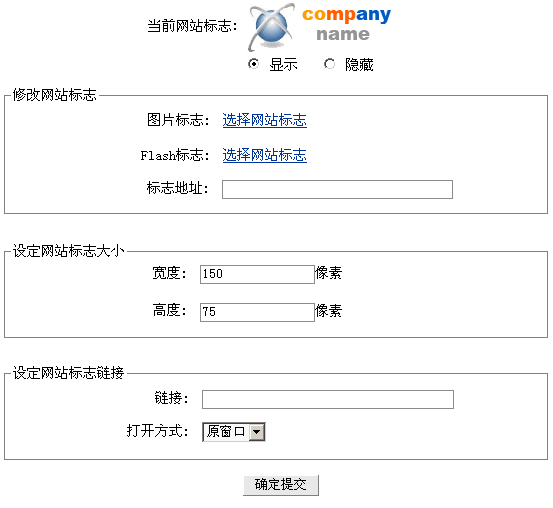 当前网站标志: company
name
显示 隐藏
修改网站标志
图片标志: 选择网站标志
Flash标志: 选择网站标志
标志地址:
设定网站标志大小
宽度: 150 像素
高度: 75 像素
设定网站标志链接
链接:
打开方式: 原窗口
确定提交